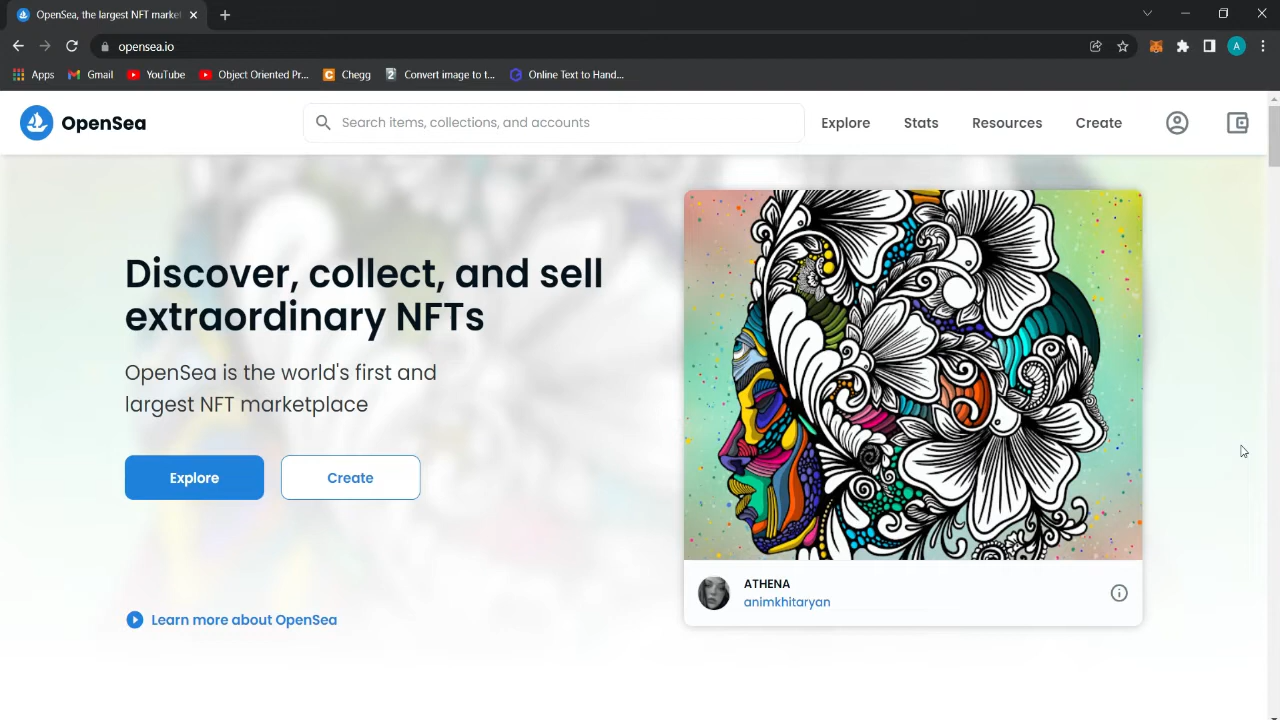 OpenSea, the largest NFT market
opensea.io
A
Apps
Gmail
YouTube
Object Oriented Pr...
Chegg
Convert image to t...
Online Text to Hand...
OpenSea
Search items, collections, and accounts
Explore
Stats
Resources
Create
Discover, collect, and sell
extraordinary NFTs
OpenSea is the world's first and
largest NFT marketplace
Explore
Create
Learn more about OpenSea
ATHENA
animkhitaryan